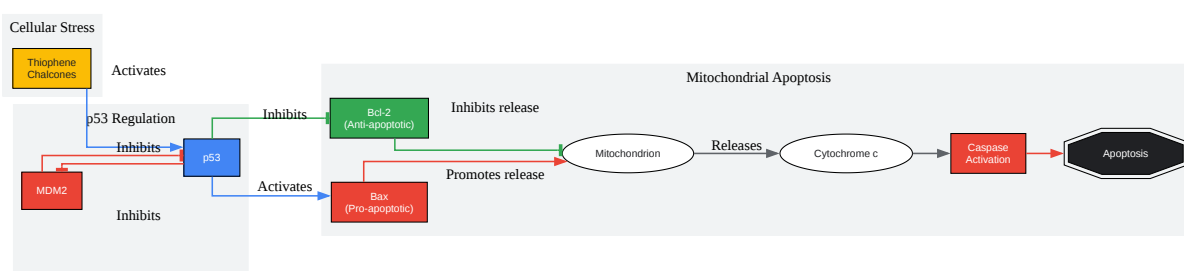 Cellular Stress
Thiophene
Chalcones
Activates
p53 Regulation
Inhibits
p53
MDM2
Inhibits
Inhibits
Activates
Mitochondrial Apoptosis
Bcl-2
(Anti-apoptotic)
Inhibits release
Mitochondrion
Promotes release
Bax
(Pro-apoptotic)
Releases
Cytochrome c
Caspase
Activation
Apoptosis